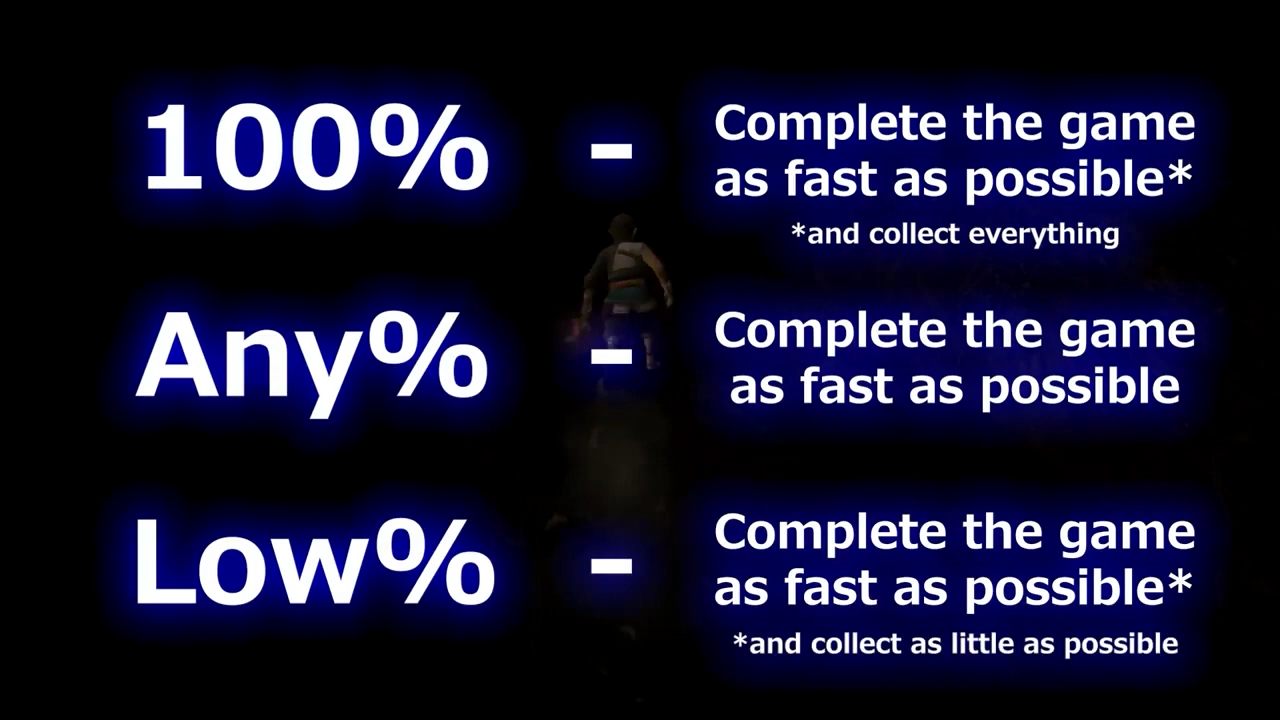 100% - Complete the game
as fast as possible*
*and collect everything
Any% - Complete the game
as fast as possible
Low% - Complete the game
as fast as possible*
*and collect as little as possible